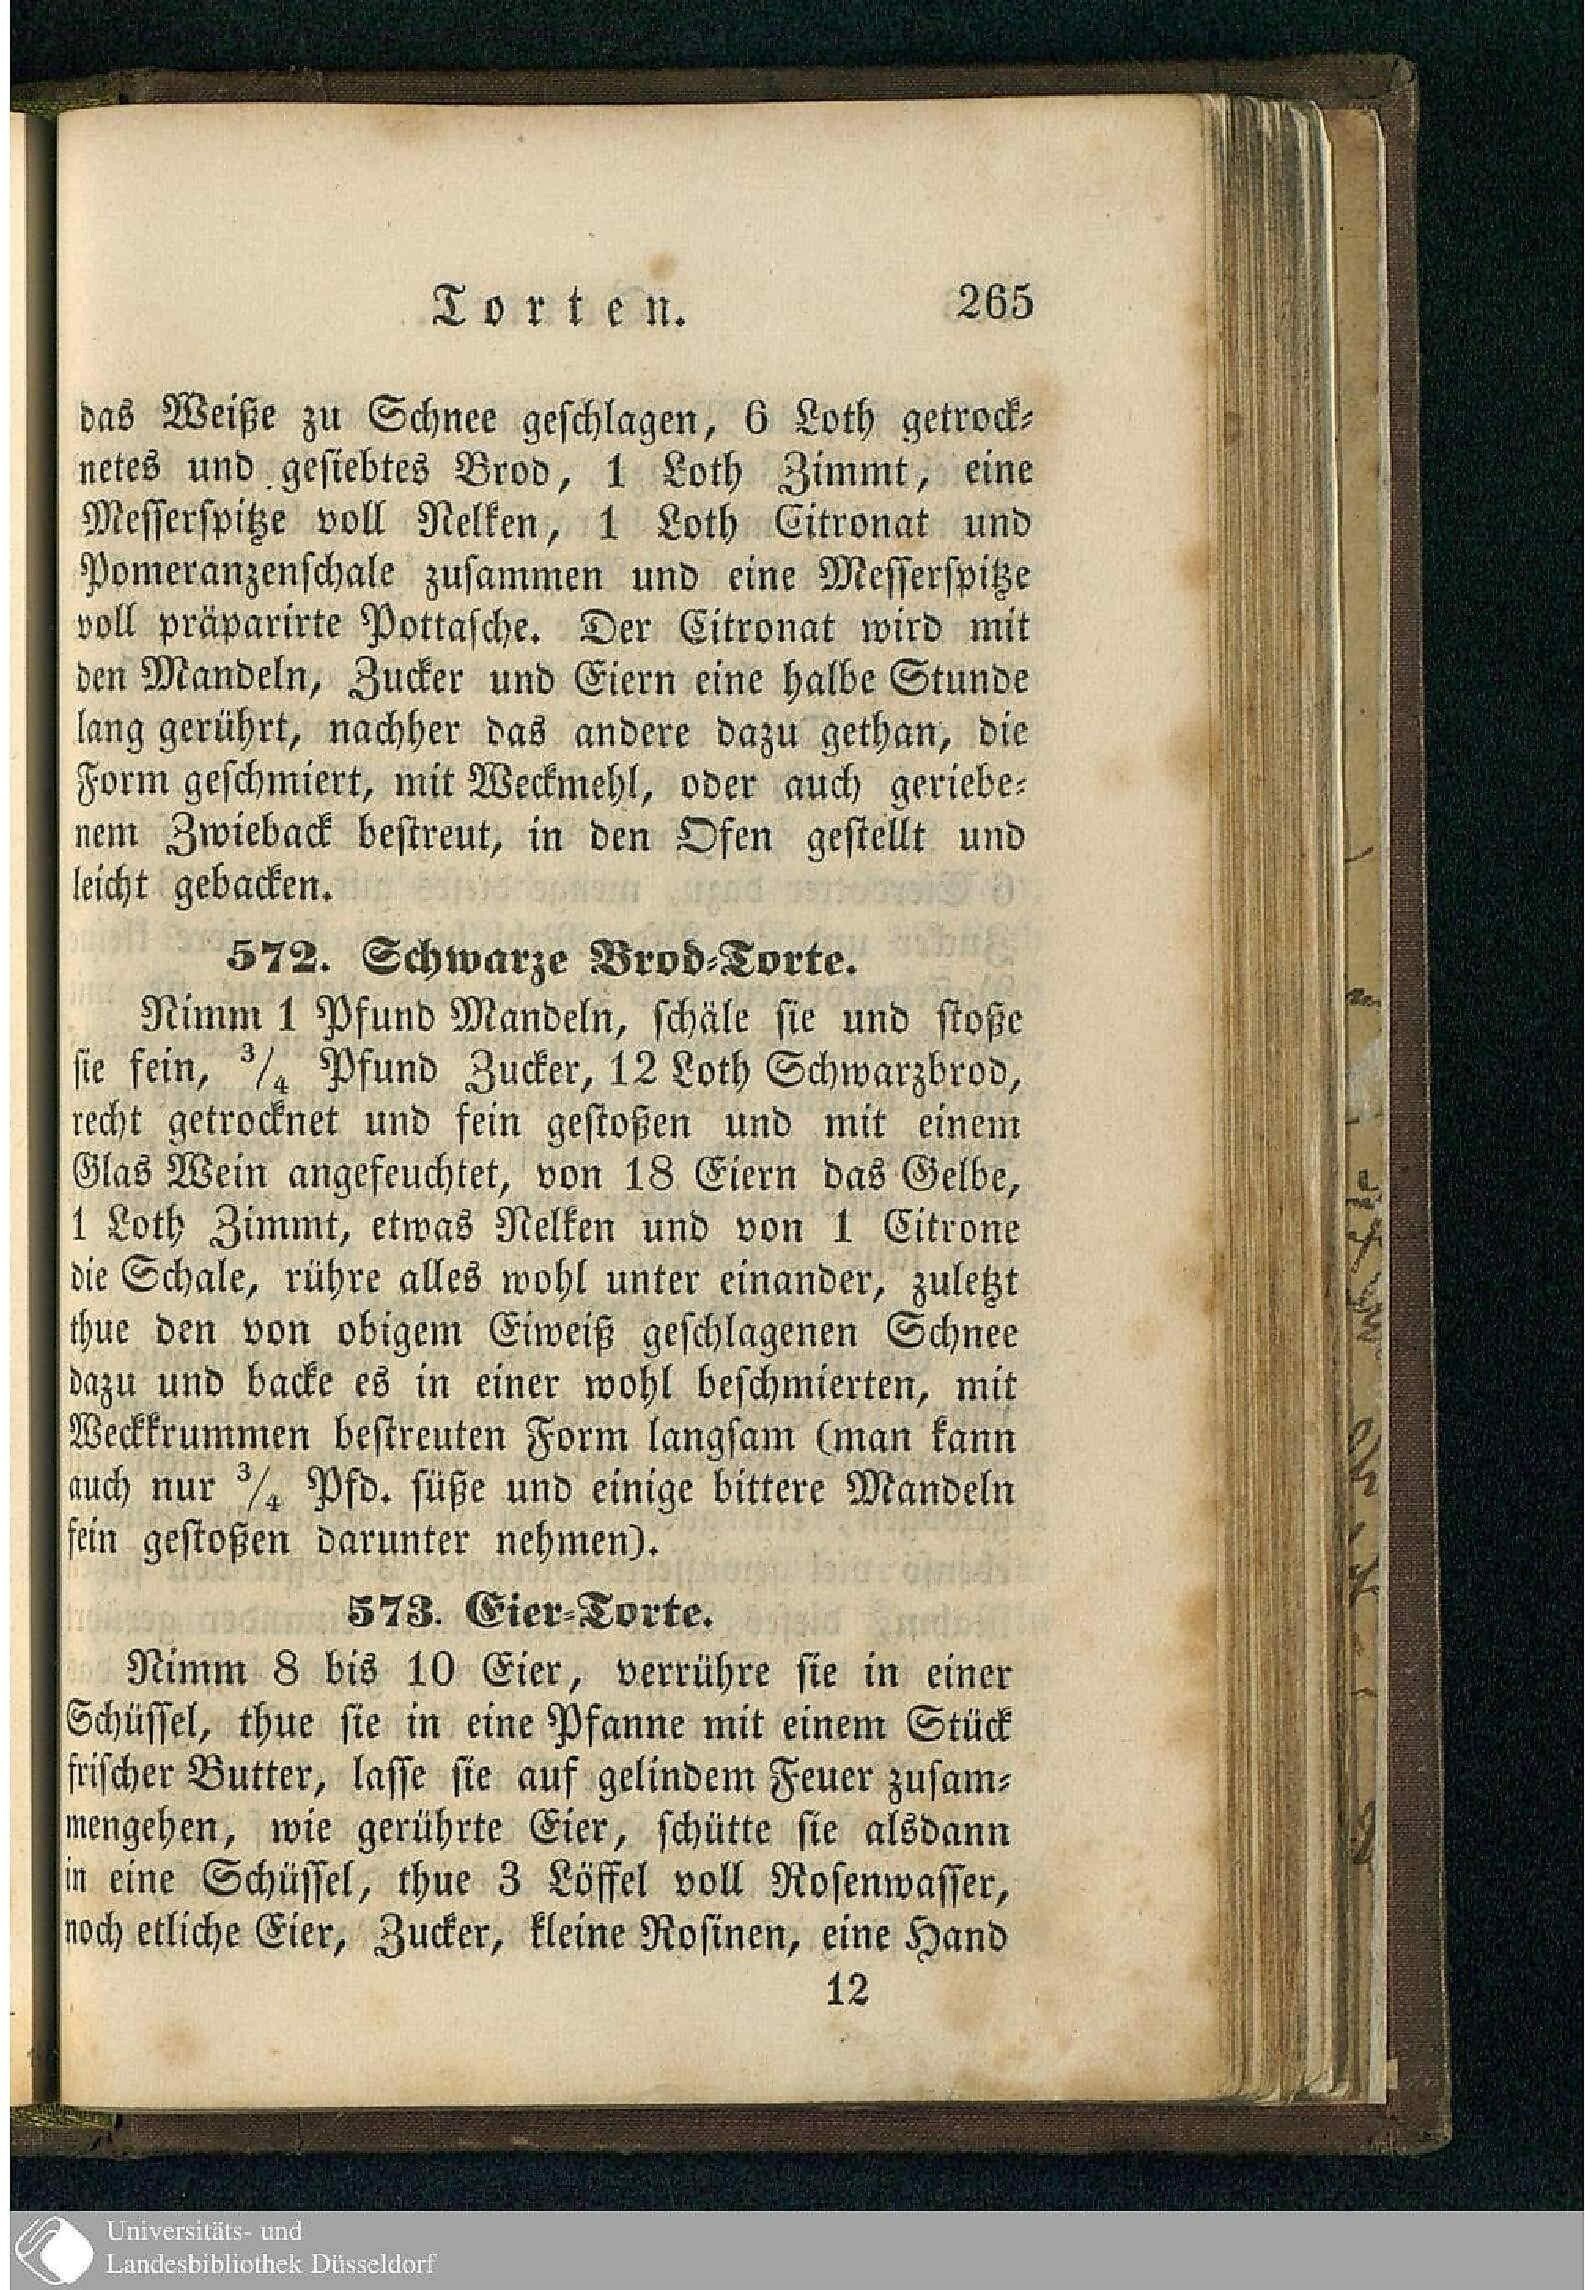 Torten. 265
das Weiße zu Schnee geschlagen, 6 Loth getrock-
netes und gesiebtes Brod, 1 Loth Zimmt, eine
Messerspitze voll Nelken, 1 Loth Citronat und
Pomeranzenschale zusammen und eine Messerspitze
voll präparirte Pottasche. Der Citronat wird mit
den Mandeln, Zucker und Eiern eine halbe Stunde
lang gerührt, nachher das andere dazu gethan, die
Form geschmiert, mit Weckmehl, oder auch geriebe-
nem Zwieback bestreut, in den Ofen gestellt und
leicht gebacken.
572. Schwarze Brod-Torte.
Nimm 1 Pfund Mandeln, schäle sie und stoße
sie fein, 3/4 Pfund Zucker, 12 Loth Schwarzbrod,
recht getrocknet und fein gestoßen und mit einem
Glas Wein angefeuchtet, von 18 Eiern das Gelbe,
1 Loth Zimmt, etwas Nelken und von 1 Citrone
die Schale, rühre alles wohl unter einander, zuletzt
thue den von obigem Eiweiß geschlagenen Schnee
dazu und backe es in einer wohl beschmierten, mit
Weckkrummen bestreuten Form langsam (man kann
auch nur 3/4 Pfd. süße und einige bittere Mandeln
fein gestoßen darunter nehmen).
573. Eier-Torte.
Nimm 8 bis 10 Eier, verrühre sie in einer
Schüssel, thue sie in eine Pfanne mit einem Stück
frischer Butter, lasse sie auf gelindem Feuer zusam-
mengehen, wie gerührte Eier, schütte sie alsdann
in eine Schüssel, thue 3 Löffel voll Rosenwasser,
noch etliche Eier, Zucker, kleine Rosinen, eine Hand
12
Universitäts- und
Landesbibliothek Düsseldorf